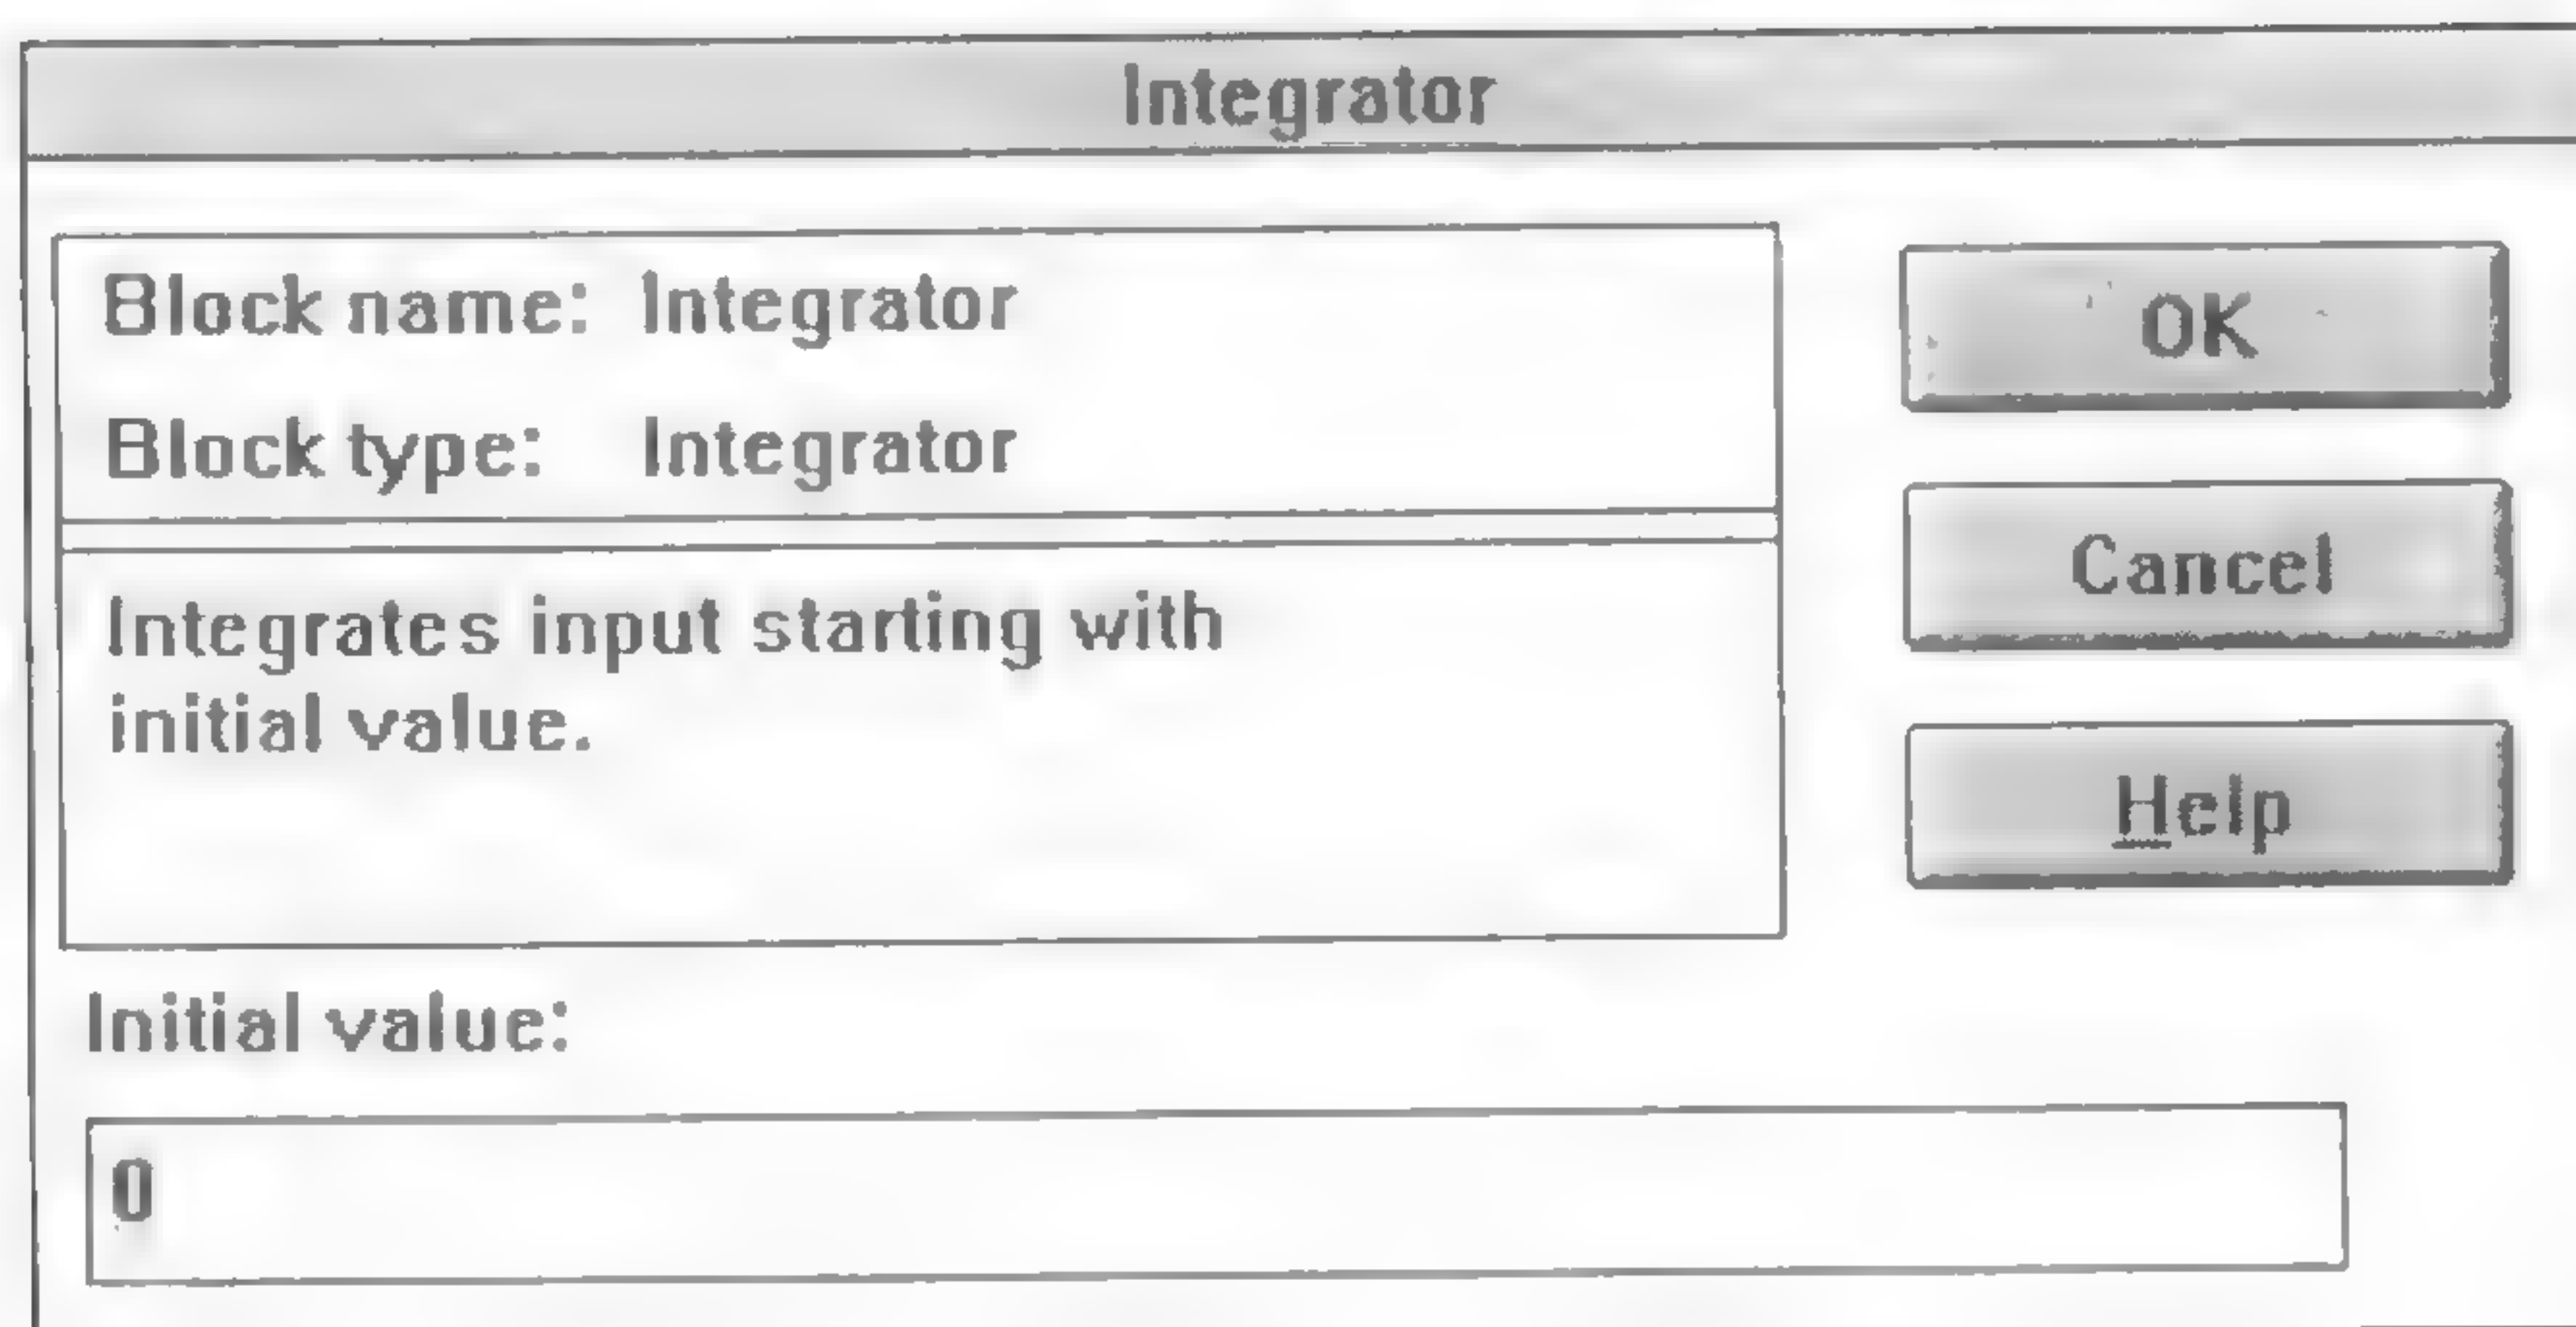 Integrator
Block name: Integrator
Block type: Integrator
Integrates input starting with
initial value.
OK
Cancel
Help
Initial value:
0